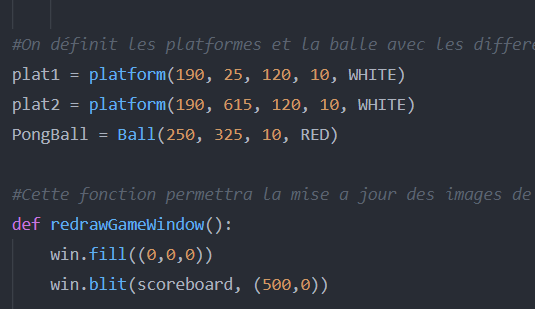 #On définit les platformes et la balle avec les
plat1 = platform(190, 25, 120, 10, WHITE)
plat2 = platform(190, 615, 120, 10, WHITE)
PongBall = Ball(250, 325, 10, RED)
#Cette fonction permettra la mise a jour des images de
def redrawGameWindow():
win.fill((0,0,0))
win.blit(scoreboard, (500,0))